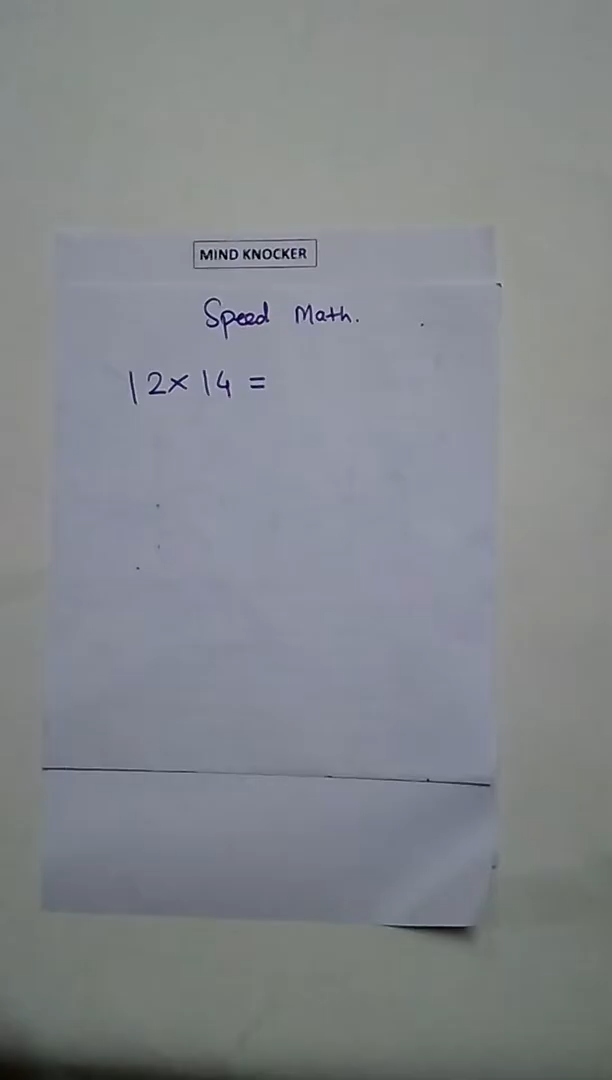 MIND KNOCKER
Speed Math.
12 × 14 =